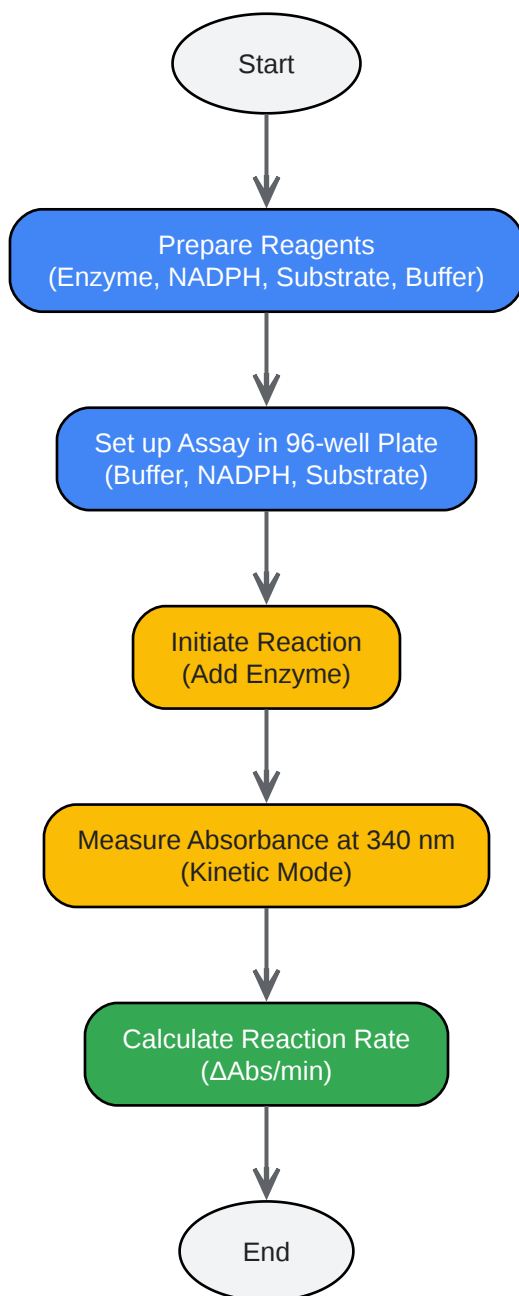 Start
Prepare Reagents
(Enzyme, NADPH, Substrate, Buffer)
Set up Assay in 96-well Plate
(Buffer, NADPH, Substrate)
Initiate Reaction
(Add Enzyme)
Measure Absorbance at 340 nm
(Kinetic Mode)
Calculate Reaction Rate
(ΔAbs/min)
End